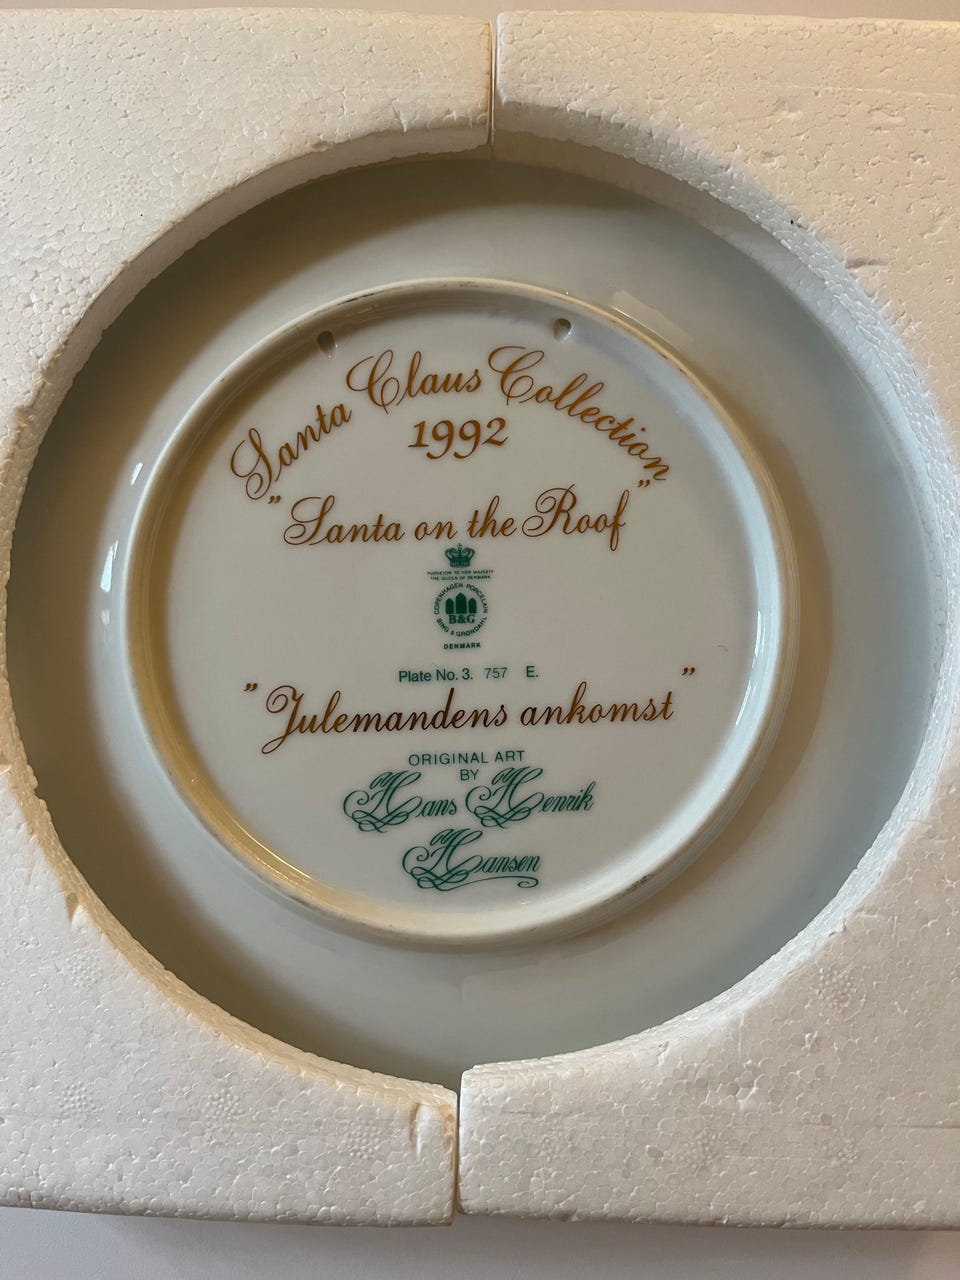 Santa Claus Collection
1992
"Santa on the Roof"
PURVEYOR TO HER MAJESTY
THE QUEEN OF DENMARK
COPENHAGEN PORCELAIN
BING & GRØNDAHL
B&G
DENMARK
Plate No. 3. 757 E.
"Julemandens ankomst"
ORIGINAL ART
BY
Hans Henrik
Hansen